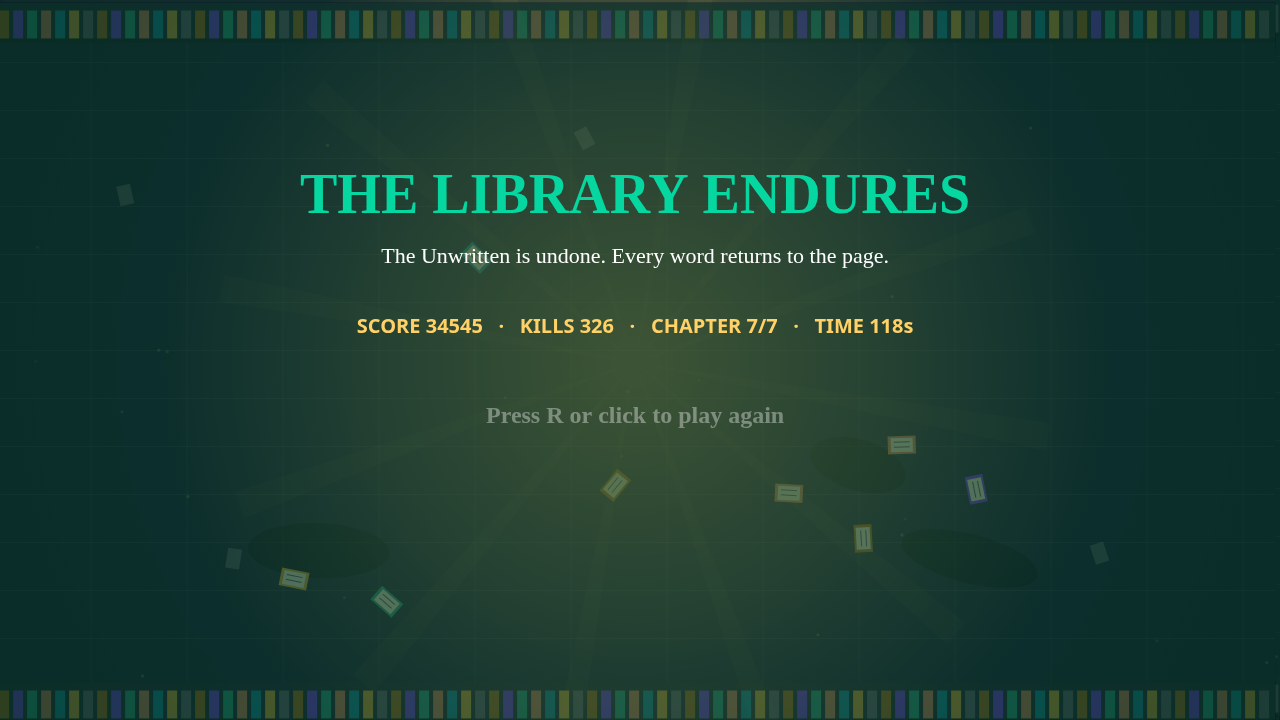 THE LIBRARY ENDURES
The Unwritten is undone. Every word returns to the page.
SCORE 34545 · KILLS 326 · CHAPTER 7/7 · TIME 118s
Press R or click to play again